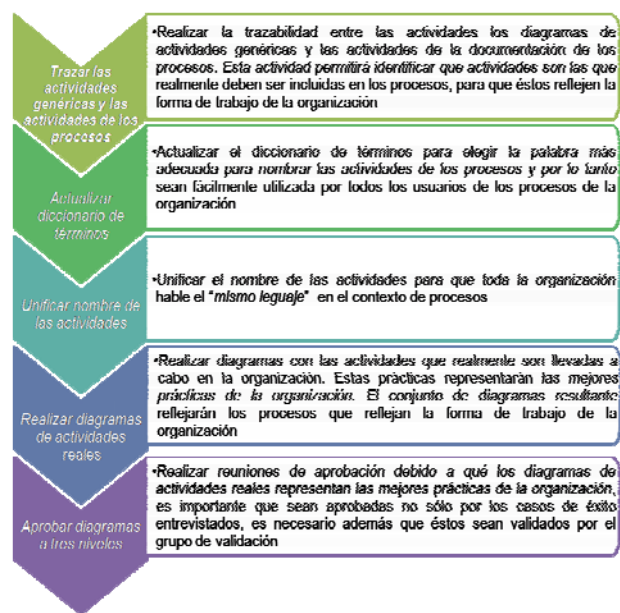 Trazar las
actividades
genéricas y las
actividades de los
procesos
•Realizar la trazabilidad entre las actividades los diagramas de
actividades genéricas y las actividades de la documentación de los
procesos. Esta actividad permitirá identificar que actividades son las que
realmente deben ser incluidas en los procesos, para que éstos reflejen la
forma de trabajo de la organización
Actualizar
diccionario de
términos
•Actualizar el diccionario de términos para elegir la palabra más
adecuada para nombrar las actividades de los procesos y por lo tanto
sean fácilmente utilizada por todos los usuarios de los procesos de la
organización
Unificar nombre de
las actividades
•Unificar el nombre de las actividades para que toda la organización
hable el "mismo leguaje" en el contexto de procesos
Realizar diagramas
de actividades
reales
•Realizar diagramas con las actividades que realmente son llevadas a
cabo en la organización. Estas prácticas representarán las mejores
prácticas de la organización. El conjunto de diagramas resultante
reflejarán los procesos que reflejan la forma de trabajo de la
organización
Aprobar diagramas
a tres niveles
•Realizar reuniones de aprobación debido a qué los diagramas de
actividades reales representan las mejores prácticas de la organización,
es importante que sean aprobadas no sólo por los casos de éxito
entrevistados, es necesario además que éstos sean validados por el
grupo de validación